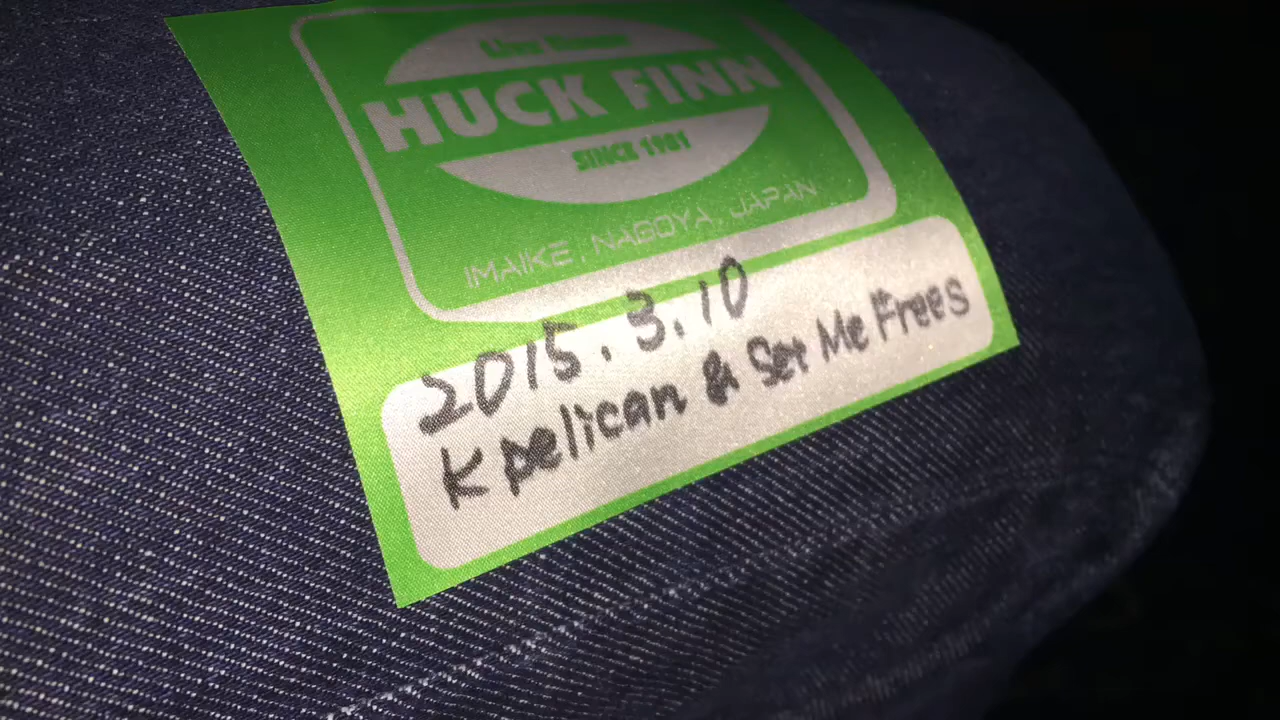 Live House
HUCK FINN
SINCE 1981
IMAIKE, NAGOYA, JAPAN
2015.3.10
K pelican & Set Me Frees